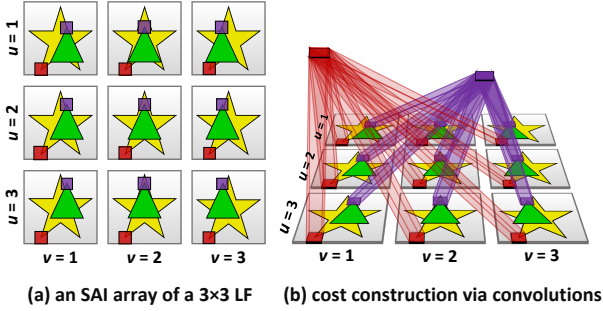 u = 1
u = 2
u = 3
v = 1
v = 2
v = 3
(a) an SAI array of a 3×3 LF
u = 1
u = 2
u = 3
v = 1
v = 2
v = 3
(b) cost construction via convolutions